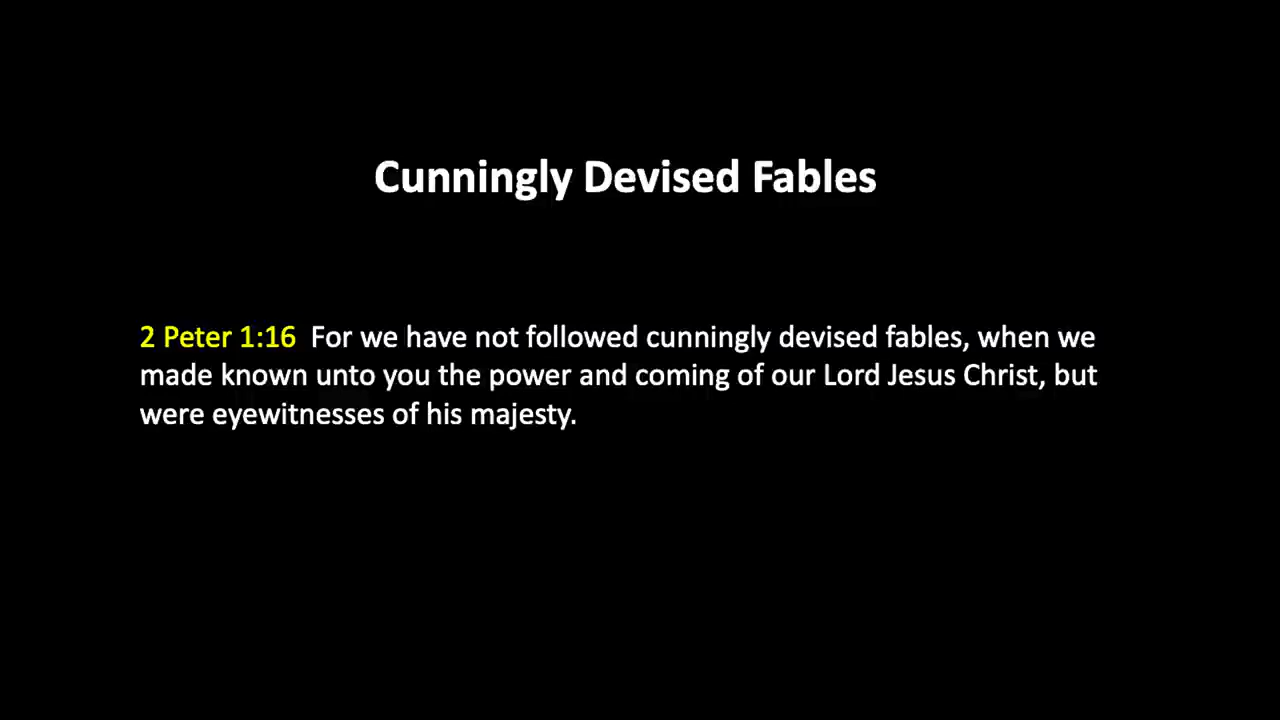 Cunningly Devised Fables
2 Peter 1:16  For we have not followed cunningly devised fables, when we
made known unto you the power and coming of our Lord Jesus Christ, but
were eyewitnesses of his majesty.